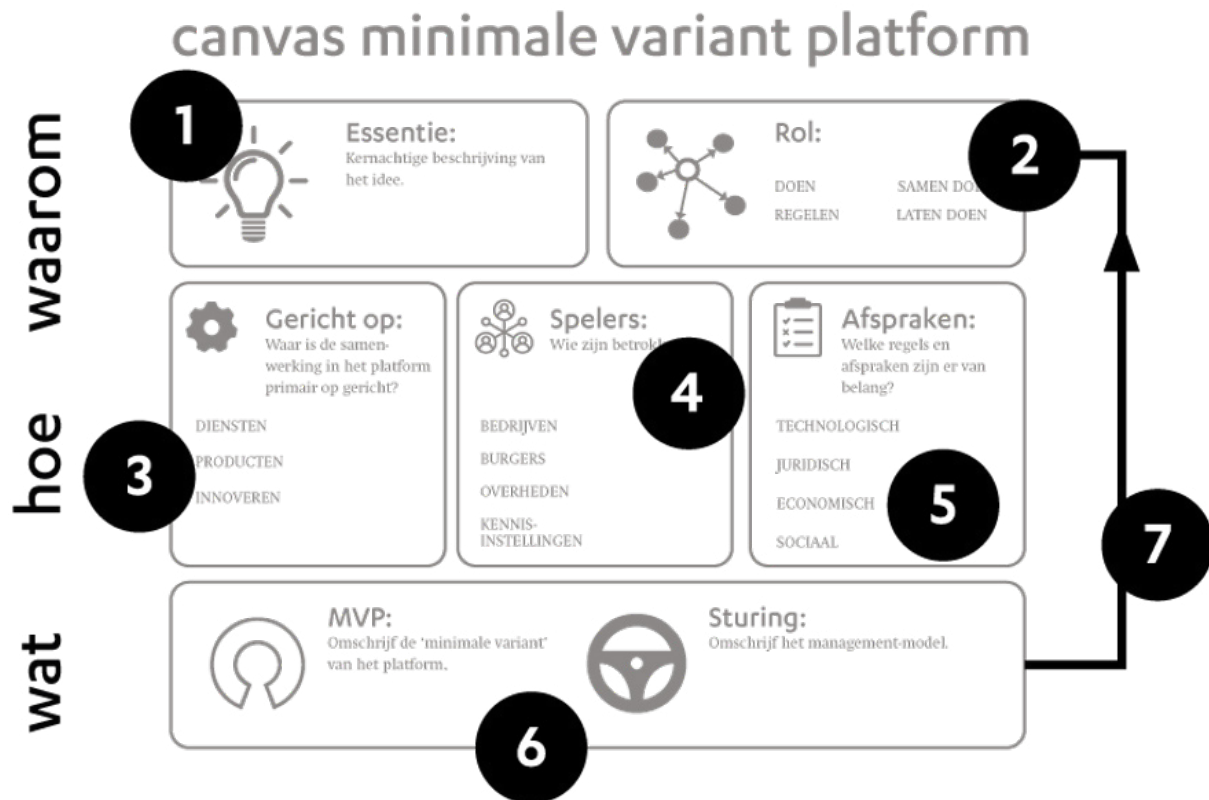 canvas minimale variant platform
waarom
1
Essentie:
Kernachtige beschrijving van
het idee.
Rol:
2
DOEN
SAMEN
REGELEN
LATEN DOEN
hoe
Gericht op:
Waar is de samen-
werking in het platform
primair op gericht?
DIENSTEN
PRODUCTEN
INNOVEREN
3
Spelers:
Wie zijn
4
BEDRIJVEN
BURGERS
OVERHEDEN
KENNIS-
INSTELLINGEN
Afspraken:
Welke regels en
afspraken zijn er van
belang?
TECHNOLOGISCH
JURIDISCH
ECONOMISCH
SOCIAAL
5
7
wat
MVP:
Omschrijf de 'minimale variant'
van het platform.
Sturing:
Omschrijf het management-model.
6